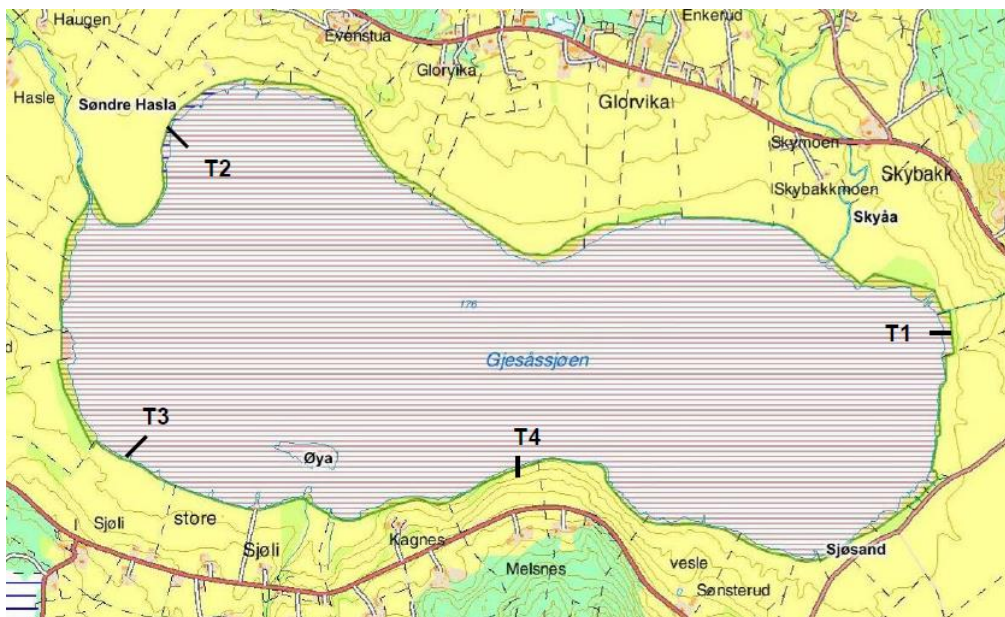 Haugen
Evenstua
Enkerud
Glorvika
Hasle
Søndre Hasla
Glorvika
T2
Skymoen
Skybakk
Skybakkmoen
Skyåa
176
T1
Gjesåssjøen
T3
T4
Øya
Sjøli
store
Sjøli
Kagnes
Melsnes
vesle
Sjøsand
Sønsterud